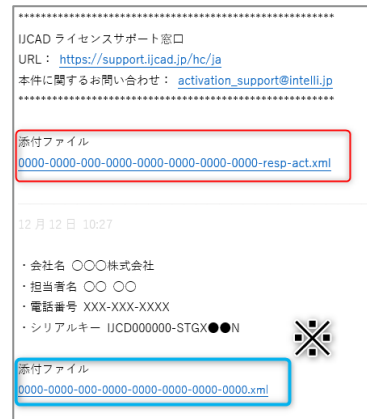 ****************************************************
IJCAD ライセンスサポート窓口
URL： https://support.ijcad.jp/hc/ja
本件に関するお問い合わせ： activation_support@intelli.jp
****************************************************
添付ファイル
0000-0000-000-0000-0000-0000-0000-0000-resp-act.xml
12月12日 10:27
・会社名 〇〇〇株式会社
・担当者名 〇〇 〇〇
・電話番号 XXX-XXX-XXXX
・シリアルキー IJCD000000-STGX●●N
※
添付ファイル
0000-0000-000-0000-0000-0000-0000-0000.xml